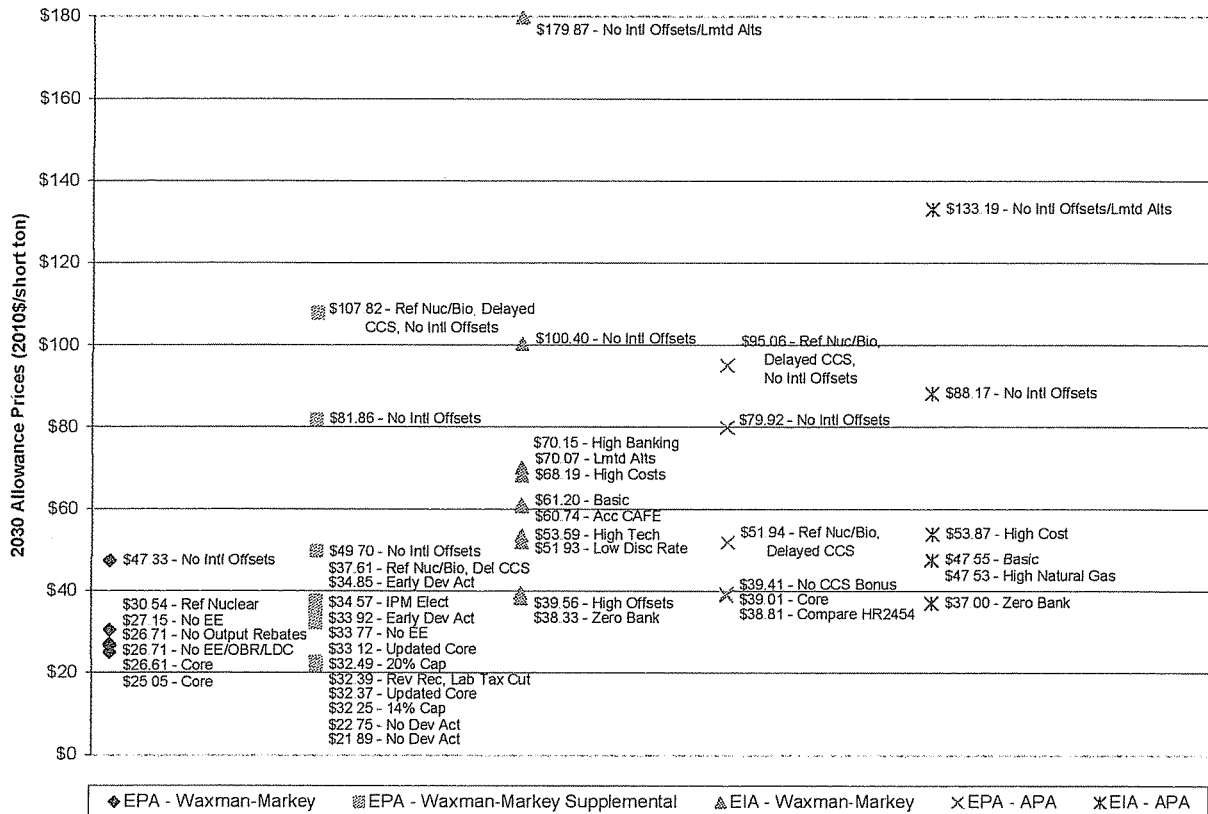 2030 Allowance Prices (2010$/short ton)
$180
$160
$140
$120
$100
$80
$60
$40
$20
$0
$47 33 - No Intl Offsets
$30 54 - Ref Nuclear
$27 15 - No EE
$26 71 - No Output Rebates
$26 71 - No EE/OBR/LDC
$26 61 - Core
$25 05 - Core
$107 82 - Ref Nuc/Bio, Delayed
CCS, No Intl Offsets
$81.86 - No Intl Offsets
$49 70 - No Intl Offsets
$37.61 - Ref Nuc/Bio, Del CCS
$34.85 - Early Dev Act
$34 57 - IPM Elect
$33 92 - Early Dev Act
$33 77 - No EE
$33 12 - Updated Core
$32.49 - 20% Cap
$32.39 - Rev Rec, Lab Tax Cut
$32.37 - Updated Core
$32 25 - 14% Cap
$22 75 - No Dev Act
$21 89 - No Dev Act
$179.87 - No Intl Offsets/Lmtd Alts
$100.40 - No Intl Offsets
$70.15 - High Banking
$70.07 - Lmtd Alts
$68.19 - High Costs
$61.20 - Basic
$60.74 - Acc CAFE
$53.59 - High Tech
$51.93 - Low Disc Rate
$39.56 - High Offsets
$38.33 - Zero Bank
$95.06 - Ref Nuc/Bio,
Delayed CCS,
No Intl Offsets
$79.92 - No Intl Offsets
$51.94 - Ref Nuc/Bio,
Delayed CCS
$39.41 - No CCS Bonus
$39.01 - Core
$38.81 - Compare HR2454
$133.19 - No Intl Offsets/Lmtd Alts
$88.17 - No Intl Offsets
$53.87 - High Cost
$47 55 - Basic
$47 53 - High Natural Gas
$37.00 - Zero Bank
EPA - Waxman-Markey
EPA - Waxman-Markey Supplemental
EIA - Waxman-Markey
EPA - APA
EIA - APA